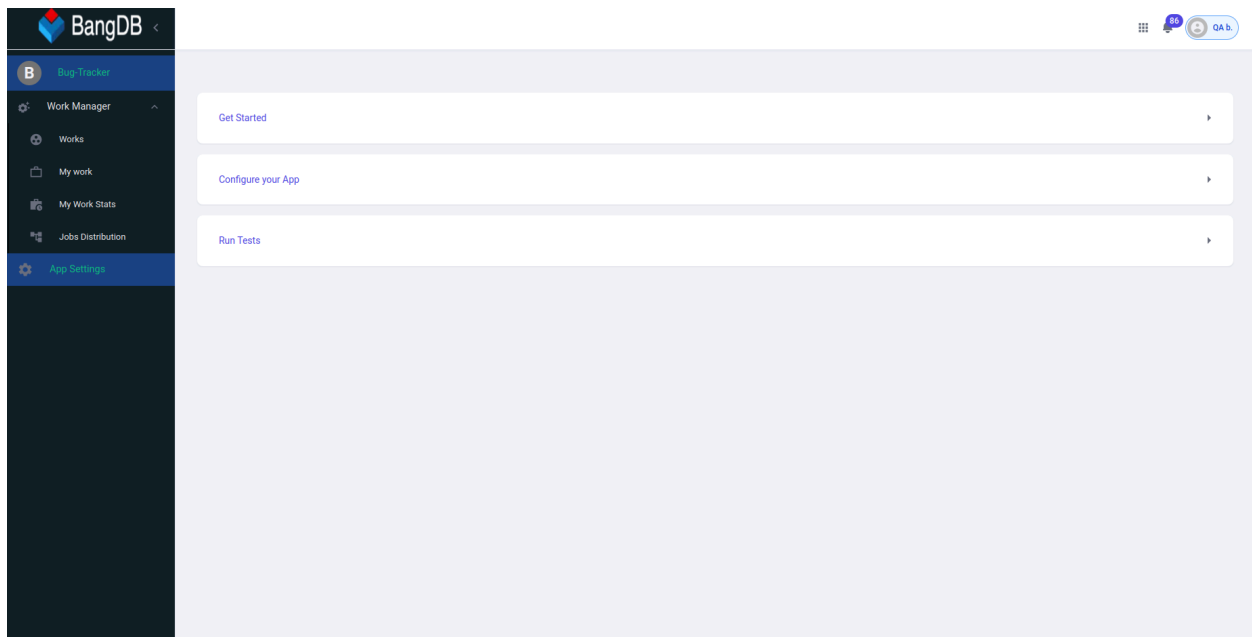 BangDB
86
QA b.
B
Bug-Tracker
Work Manager
Works
My work
My Work Stats
Jobs Distribution
App Settings
Get Started
Configure your App
Run Tests